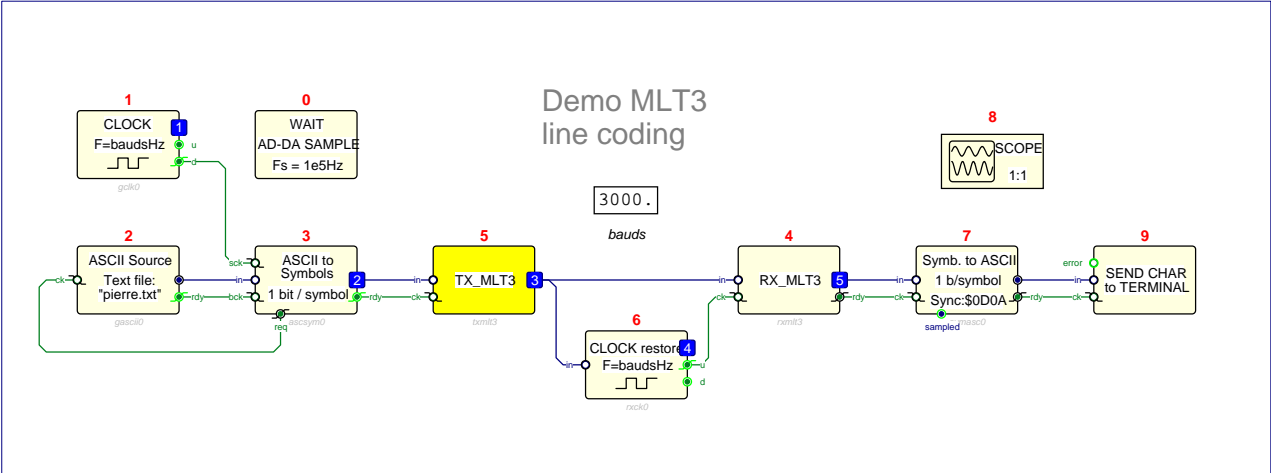 Demo MLT3
line coding
1
CLOCK
F=baudsHz
1
u
d
gclk0
0
WAIT
AD-DA SAMPLE
Fs = 1e5Hz
8
SCOPE
1:1
3000.
bauds
2
ASCII Source
Text file:
"pierre.txt"
ck
rdy
gascii0
3
ASCII to
Symbols
1 bit / symbol
sck
in
bck
2
rdy
req
ascsym0
5
TX_MLT3
in
ck
3
txmlt3
6
CLOCK restore
F=baudsHz
in
4
u
d
rxck0
4
RX_MLT3
in
ck
5
rdy
rxmlt3
7
Symb. to ASCII
1 b/symbol
Sync:$0D0A
in
ck
rdy
sampled
9
SEND CHAR
to TERMINAL
error
in
ck